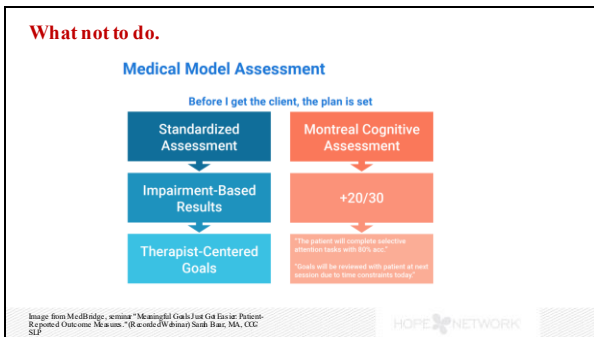 What not to do.
Medical Model Assessment
Before I get the client, the plan is set
Standardized
Assessment
Montreal Cognitive
Assessment
Impairment-Based
Results
+20/30
Therapist-Centered
Goals
"The patient will complete selective
attention tasks with 80% acc."
"Goals will be reviewed with patient at next
session due to time constraints today"
Image from MedBridge, seminar "Meaningful Goals Just Got Easier: Patient-
Reported Outcome Measures." (Recorded Webinar) Sarah Baar, MA, CCC
SLP
HOPE NETWORK